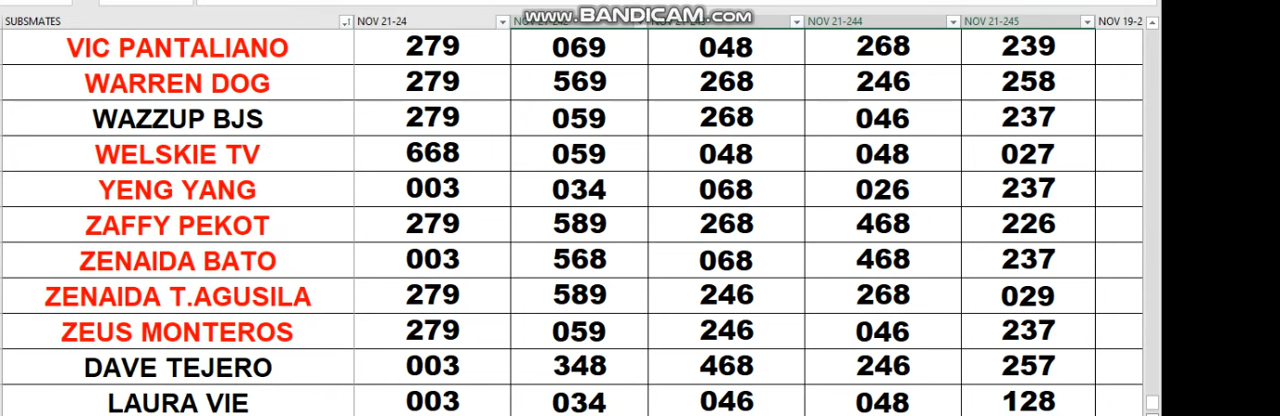 WWW.BANDICAM.COM
SUBSMATES NOV 21-24 NOV 21-244 NOV 21-245 NOV 19-2
VIC PANTALIANO 279 069 048 268 239
WARREN DOG 279 569 268 246 258
WAZZUP BJS 279 059 268 046 237
WELSKIE TV 668 059 048 048 027
YENG YANG 003 034 068 026 237
ZAFFY PEKOT 279 589 268 468 226
ZENAIDA BATO 003 568 068 468 237
ZENAIDA T.AGUSILA 279 589 246 268 029
ZEUS MONTEROS 279 059 246 046 237
DAVE TEJERO 003 348 468 246 257
LAURA VIE 003 034 046 048 128